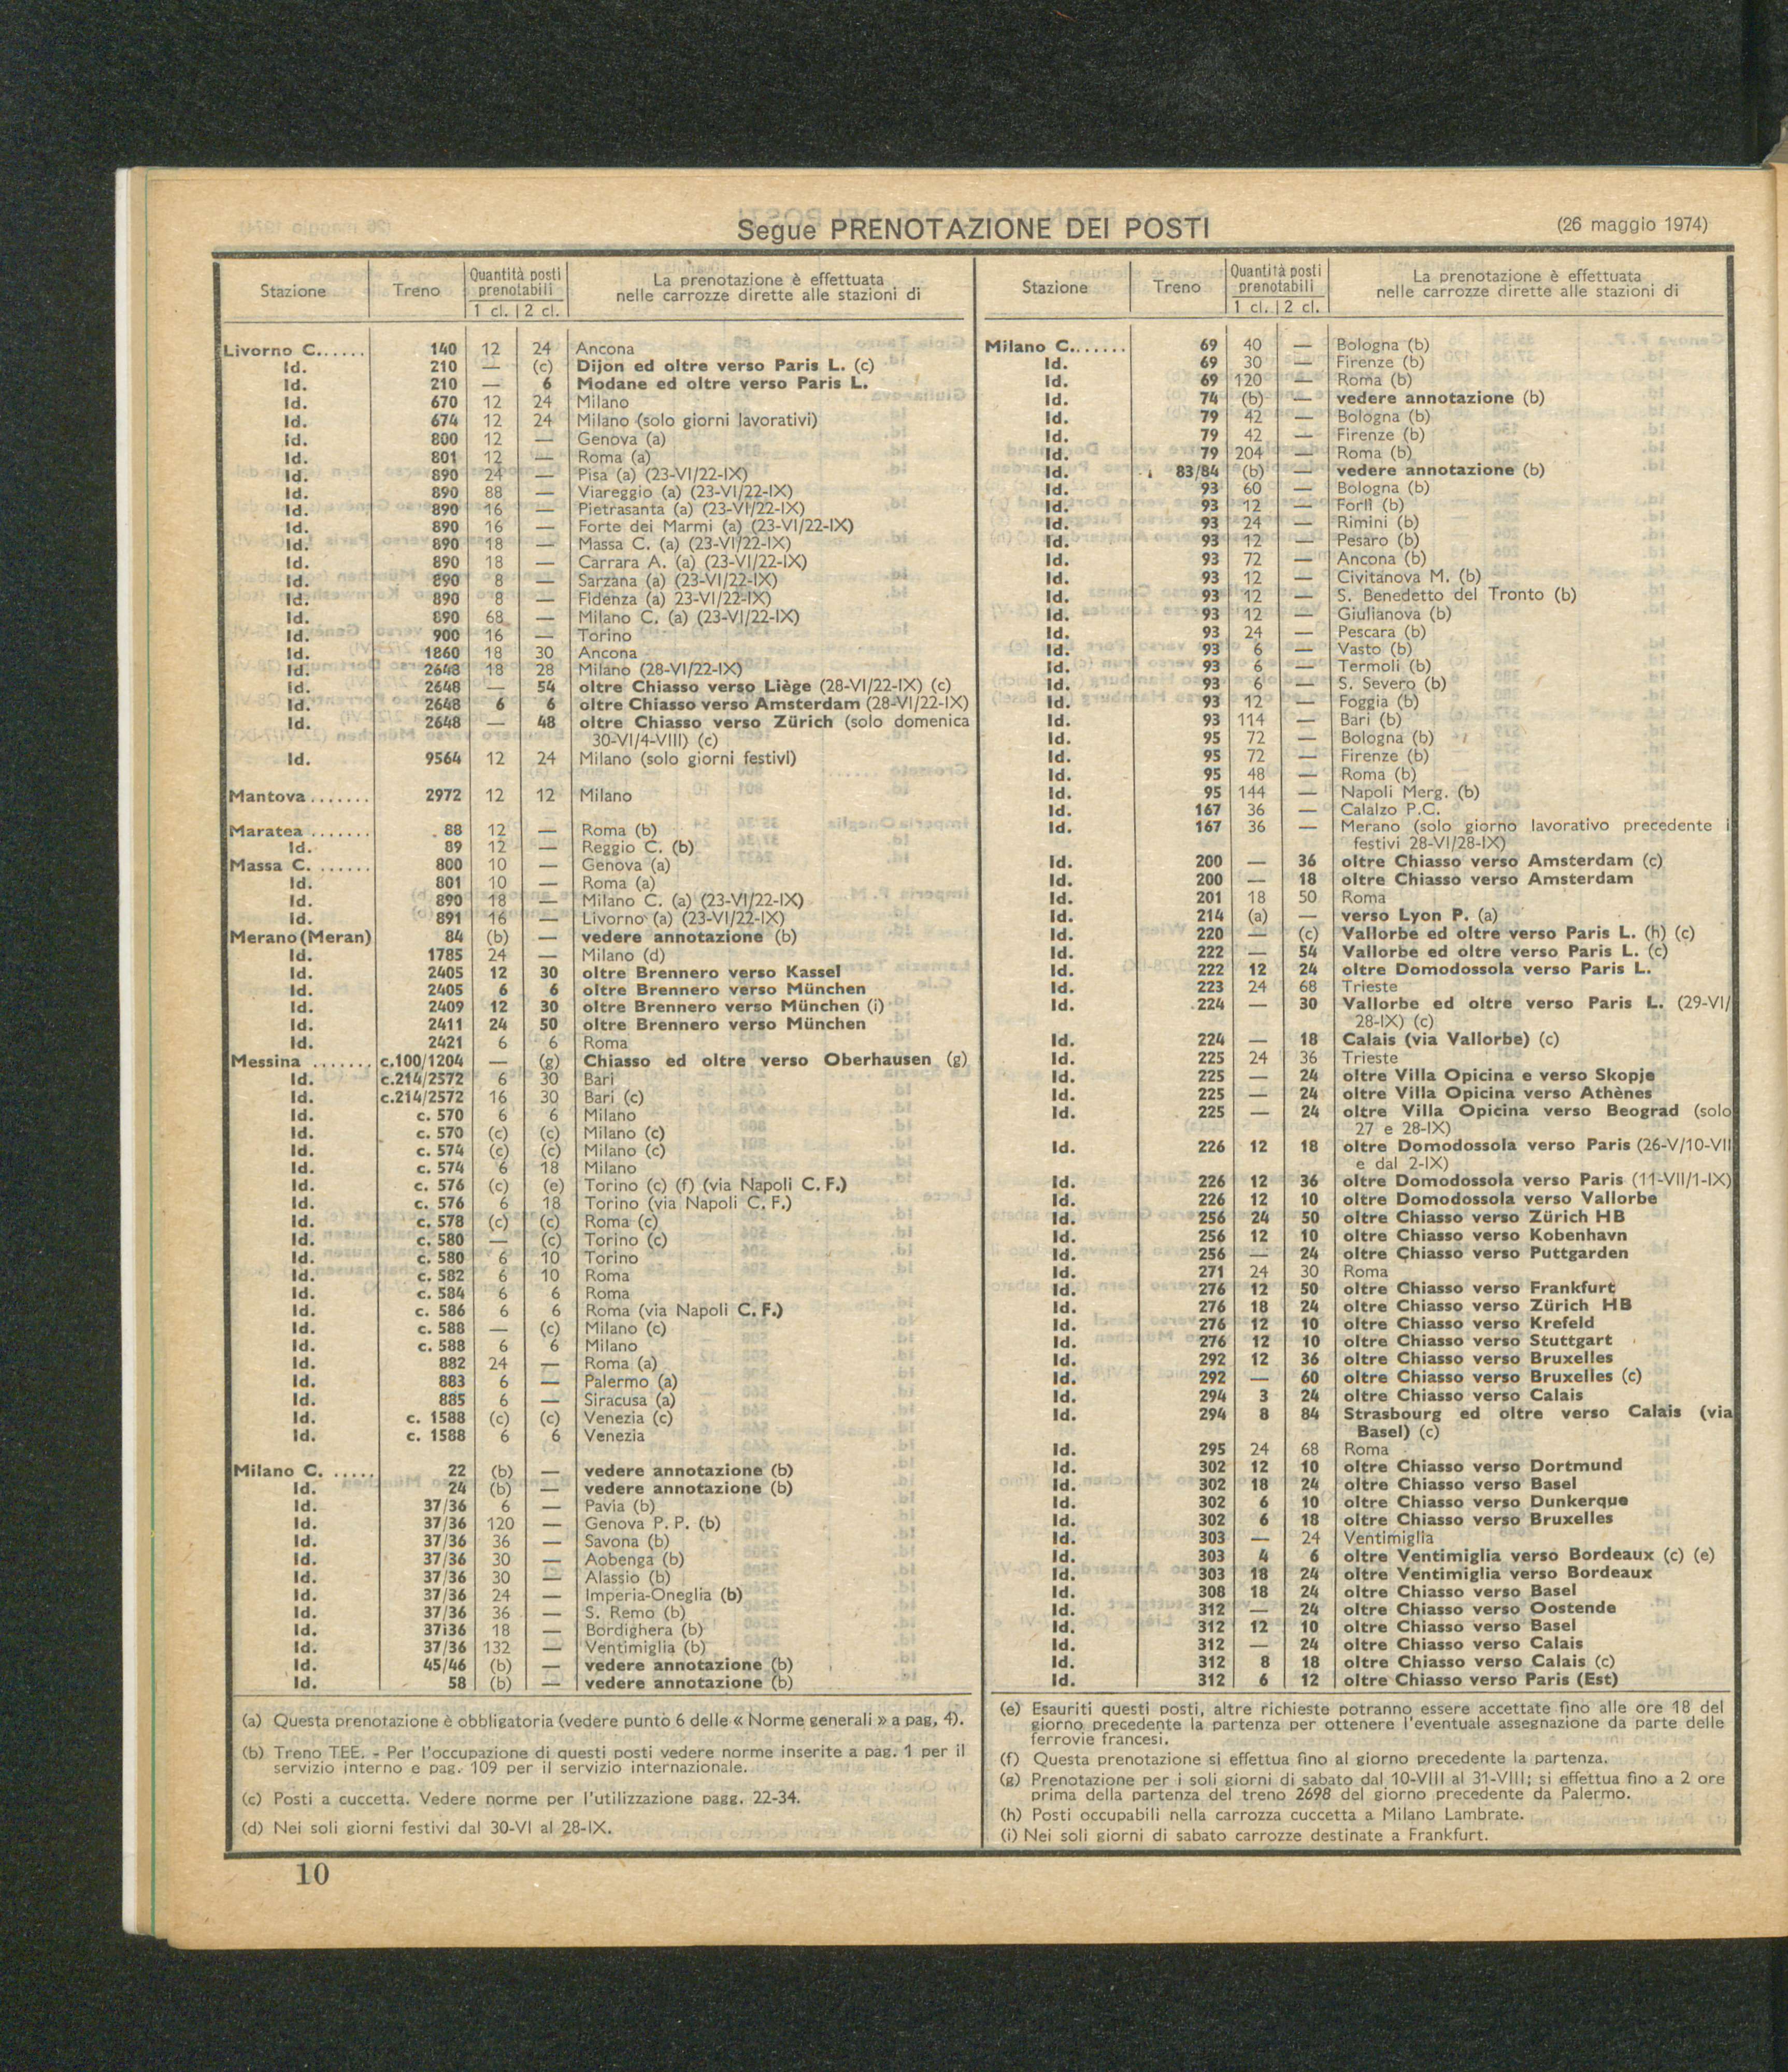 Segue PRENOTAZIONE DEI POSTI
(26 maggio 1974)
Stazione Treno Quantità posti prenotabili 1 cl. 2 cl. La prenotazione è effettuata nelle carrozze dirette alle stazioni di
Livorno C...... 140 12 24 Ancona
Id. 210 — (c) Dijon ed oltre verso Paris L. (c)
Id. 210 — 6 Modane ed oltre verso Paris L.
Id. 670 12 24 Milano
Id. 674 12 24 Milano (solo giorni lavorativi)
Id. 800 12 — Genova (a)
Id. 801 12 — Roma (a)
Id. 890 24 — Pisa (a) (23-VI/22-IX)
Id. 890 88 — Viareggio (a) (23-VI/22-IX)
Id. 890 16 — Pietrasanta (a) (23-VI/22-IX)
Id. 890 16 — Forte dei Marmi (a) (23-VI/22-IX)
Id. 890 18 — Massa C. (a) (23-VI/22-IX)
Id. 890 18 — Carrara A. (a) (23-VI/22-IX)
Id. 890 8 — Sarzana (a) (23-VI/22-IX)
Id. 890 8 — Fidenza (a) 23-VI/22-IX)
Id. 890 68 — Milano C. (a) (23-VI/22-IX)
Id. 900 16 — Torino
Id. 1860 18 30 Ancona
Id. 2648 18 28 Milano (28-VI/22-IX)
Id. 2648 — 54 oltre Chiasso verso Liège (28-VI/22-IX) (c)
Id. 2648 6 6 oltre Chiasso verso Amsterdam (28-VI/22-IX)
Id. 2648 — 48 oltre Chiasso verso Zürich (solo domenica
30-VI/4-VIII) (c)
Id. 9564 12 24 Milano (solo giorni festivi)
Mantova ....... 2972 12 12 Milano
Maratea ....... 88 12 — Roma (b)
Id. 89 12 — Reggio C. (b)
Massa C. ...... 800 10 — Genova (a)
Id. 801 10 — Roma (a)
Id. 890 18 — Milano C. (a) (23-VI/22-IX)
Id. 891 16 — Livorno (a) (23-VI/22-IX)
Merano (Meran) 84 (b) — vedere annotazione (b)
Id. 1785 24 — Milano (d)
Id. 2405 12 30 oltre Brennero verso Kassel
Id. 2405 6 6 oltre Brennero verso München
Id. 2409 12 30 oltre Brennero verso München (i)
Id. 2411 24 50 oltre Brennero verso München
Id. 2421 6 6 Roma
Messina ....... c.100/1204 — (g) Chiasso ed oltre verso Oberhausen (g)
Id. c.214/2572 6 30 Bari
Id. c.214/2572 16 30 Bari (c)
Id. c. 570 6 6 Milano
Id. c. 570 (c) (c) Milano (c)
Id. c. 574 (c) (c) Milano (c)
Id. c. 574 6 18 Milano
Id. c. 576 (c) (e) Torino (c) (f) (via Napoli C. F.)
Id. c. 576 6 18 Torino (via Napoli C. F.)
Id. c. 578 (c) (c) Roma (c)
Id. c. 580 — (c) Torino (c)
Id. c. 580 6 10 Torino
Id. c. 582 6 10 Roma
Id. c. 584 6 6 Roma
Id. c. 586 6 6 Roma (via Napoli C. F.)
Id. c. 588 — (c) Milano (c)
Id. c. 588 6 6 Milano
Id. 882 24 — Roma (a)
Id. 883 6 — Palermo (a)
Id. 885 6 — Siracusa (a)
Id. c. 1588 (c) (c) Venezia (c)
Id. c. 1588 6 6 Venezia
Milano C. ..... 22 (b) — vedere annotazione (b)
Id. 24 (b) — vedere annotazione (b)
Id. 37/36 6 — Pavia (b)
Id. 37/36 120 — Genova P. P. (b)
Id. 37/36 36 — Savona (b)
Id. 37/36 30 — Aobenga (b)
Id. 37/36 30 — Alassio (b)
Id. 37/36 24 — Imperia-Oneglia (b)
Id. 37/36 36 — S. Remo (b)
Id. 37i36 18 — Bordighera (b)
Id. 37/36 132 — Ventimiglia (b)
Id. 45/46 (b) — vedere annotazione (b)
Id. 58 (b) — vedere annotazione (b)
(a) Questa prenotazione è obbligatoria (vedere punto 6 delle « Norme generali » a pag, 4).
(b) Treno TEE. - Per l'occupazione di questi posti vedere norme inserite a pag. 1 per il
servizio interno e pag. 109 per il servizio internazionale.
(c) Posti a cuccetta. Vedere norme per l'utilizzazione pagg. 22-34.
(d) Nei soli giorni festivi dal 30-VI al 28-IX.
Stazione Treno Quantità posti prenotabili 1 cl. 2 cl. La prenotazione è effettuata nelle carrozze dirette alle stazioni di
Milano C....... 69 40 — Bologna (b)
Id. 69 30 — Firenze (b)
Id. 69 120 — Roma (b)
Id. 74 (b) — vedere annotazione (b)
Id. 79 42 — Bologna (b)
Id. 79 42 — Firenze (b)
Id. 79 204 — Roma (b)
Id. 83/84 (b) — vedere annotazione (b)
Id. 93 60 — Bologna (b)
Id. 93 12 — Forlì (b)
Id. 93 24 — Rimini (b)
Id. 93 12 — Pesaro (b)
Id. 93 72 — Ancona (b)
Id. 93 12 — Civitanova M. (b)
Id. 93 12 — S. Benedetto del Tronto (b)
Id. 93 12 — Giulianova (b)
Id. 93 24 — Pescara (b)
Id. 93 6 — Vasto (b)
Id. 93 6 — Termoli (b)
Id. 93 6 — S. Severo (b)
Id. 93 12 — Foggia (b)
Id. 93 114 — Bari (b)
Id. 95 72 — Bologna (b)
Id. 95 72 — Firenze (b)
Id. 95 48 — Roma (b)
Id. 95 144 — Napoli Merg. (b)
Id. 167 36 — Calalzo P.C.
Id. 167 36 — Merano (solo giorno lavorativo precedente i
festivi 28-VI/28-IX)
Id. 200 — 36 oltre Chiasso verso Amsterdam (c)
Id. 200 — 18 oltre Chiasso verso Amsterdam
Id. 201 18 50 Roma
Id. 214 (a) — verso Lyon P. (a)
Id. 220 — (c) Vallorbe ed oltre verso Paris L. (h) (c)
Id. 222 — 54 Vallorbe ed oltre verso Paris L. (c)
Id. 222 12 24 oltre Domodossola verso Paris L.
Id. 223 24 68 Trieste
Id. 224 — 30 Vallorbe ed oltre verso Paris L. (29-VI/
28-IX) (c)
Id. 224 — 18 Calais (via Vallorbe) (c)
Id. 225 24 36 Trieste
Id. 225 — 24 oltre Villa Opicina e verso Skopje
Id. 225 — 24 oltre Villa Opicina verso Athènes
Id. 225 — 24 oltre Villa Opicina verso Beograd (solo
27 e 28-IX)
Id. 226 12 18 oltre Domodossola verso Paris (26-V/10-VII
e dal 2-IX)
Id. 226 12 36 oltre Domodossola verso Paris (11-VII/1-IX)
Id. 226 12 10 oltre Domodossola verso Vallorbe
Id. 256 24 50 oltre Chiasso verso Zürich HB
Id. 256 12 10 oltre Chiasso verso Kobenhavn
Id. 256 — 24 oltre Chiasso verso Puttgarden
Id. 271 24 30 Roma
Id. 276 12 50 oltre Chiasso verso Frankfurt
Id. 276 18 24 oltre Chiasso verso Zürich HB
Id. 276 12 10 oltre Chiasso verso Krefeld
Id. 276 12 10 oltre Chiasso verso Stuttgart
Id. 292 12 36 oltre Chiasso verso Bruxelles
Id. 292 — 60 oltre Chiasso verso Bruxelles (c)
Id. 294 3 24 oltre Chiasso verso Calais
Id. 294 8 84 Strasbourg ed oltre verso Calais (via
Basel) (c)
Id. 295 24 68 Roma
Id. 302 12 10 oltre Chiasso verso Dortmund
Id. 302 18 24 oltre Chiasso verso Basel
Id. 302 6 10 oltre Chiasso verso Dunkerque
Id. 302 6 18 oltre Chiasso verso Bruxelles
Id. 303 — 24 Ventimiglia
Id. 303 4 6 oltre Ventimiglia verso Bordeaux (c) (e)
Id. 303 18 24 oltre Ventimiglia verso Bordeaux
Id. 308 18 24 oltre Chiasso verso Basel
Id. 312 — 24 oltre Chiasso verso Oostende
Id. 312 12 10 oltre Chiasso verso Basel
Id. 312 — 24 oltre Chiasso verso Calais
Id. 312 8 18 oltre Chiasso verso Calais (c)
Id. 312 6 12 oltre Chiasso verso Paris (Est)
(e) Esauriti questi posti, altre richieste potranno essere accettate fino alle ore 18 del
giorno precedente la partenza per ottenere l'eventuale assegnazione da parte delle
ferrovie francesi.
(f) Questa prenotazione si effettua fino al giorno precedente la partenza.
(g) Prenotazione per i soli giorni di sabato dal 10-VIII al 31-VIII; si effettua fino a 2 ore
prima della partenza del treno 2698 del giorno precedente da Palermo.
(h) Posti occupabili nella carrozza cuccetta a Milano Lambrate.
(i) Nei soli giorni di sabato carrozze destinate a Frankfurt.
10